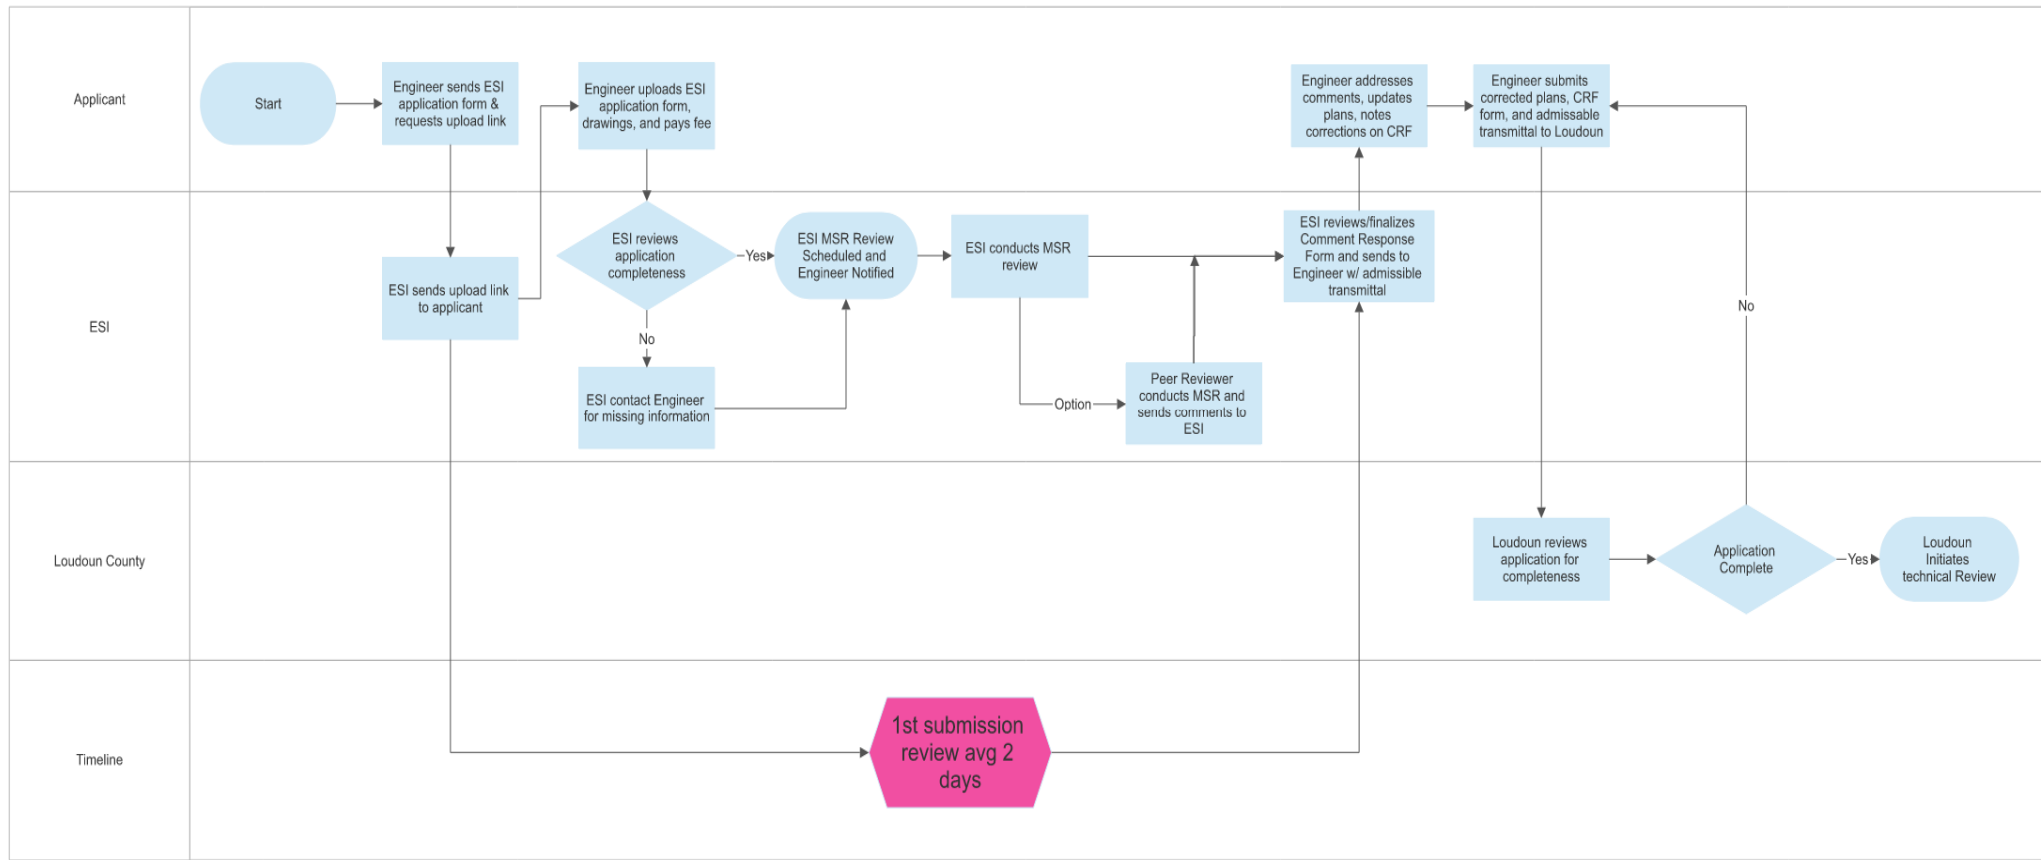 Applicant
Start
Engineer sends ESI
application form &
requests upload link
Engineer uploads ESI
application form,
drawings, and pays fee
Engineer addresses
comments, updates
plans, notes
corrections on CRF
Engineer submits
corrected plans, CRF
form, and admissable
transmittal to Loudoun
ESI
ESI sends upload link
to applicant
ESI reviews
application
completeness
Yes
No
ESI contact Engineer
for missing information
ESI MSR Review
Scheduled and
Engineer Notified
ESI conducts MSR
review
Option
Peer Reviewer
conducts MSR and
sends comments to
ESI
ESI reviews/finalizes
Comment Response
Form and sends to
Engineer w/ admissible
transmittal
No
Loudoun County
Loudoun reviews
application for
completeness
Application
Complete
Yes
Loudoun
Initiates
technical Review
Timeline
1st submission
review avg 2
days